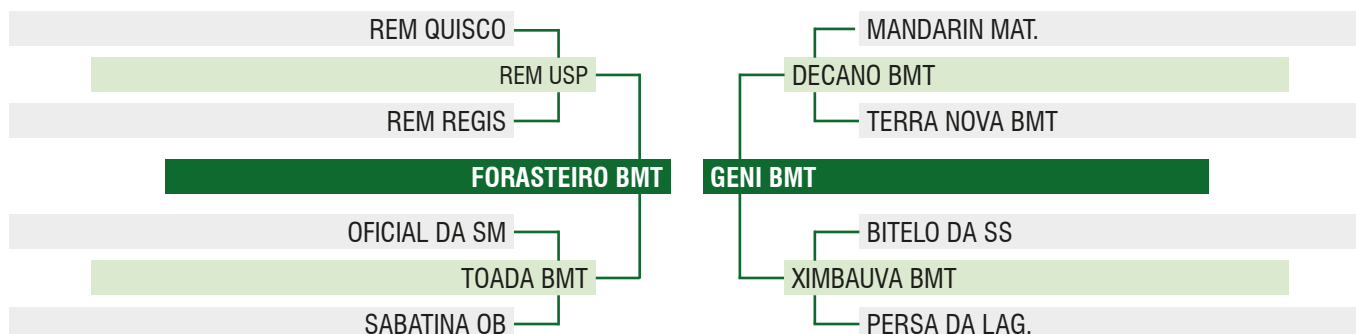 REM QUISCO
REM USP
REM REGIS
FORASTEIRO BMT
OFICIAL DA SM
TOADA BMT
SABATINA OB
MANDARIN MAT.
DECANO BMT
TERRA NOVA BMT
GENI BMT
BITELO DA SS
XIMBAUVA BMT
PERSA DA LAG.